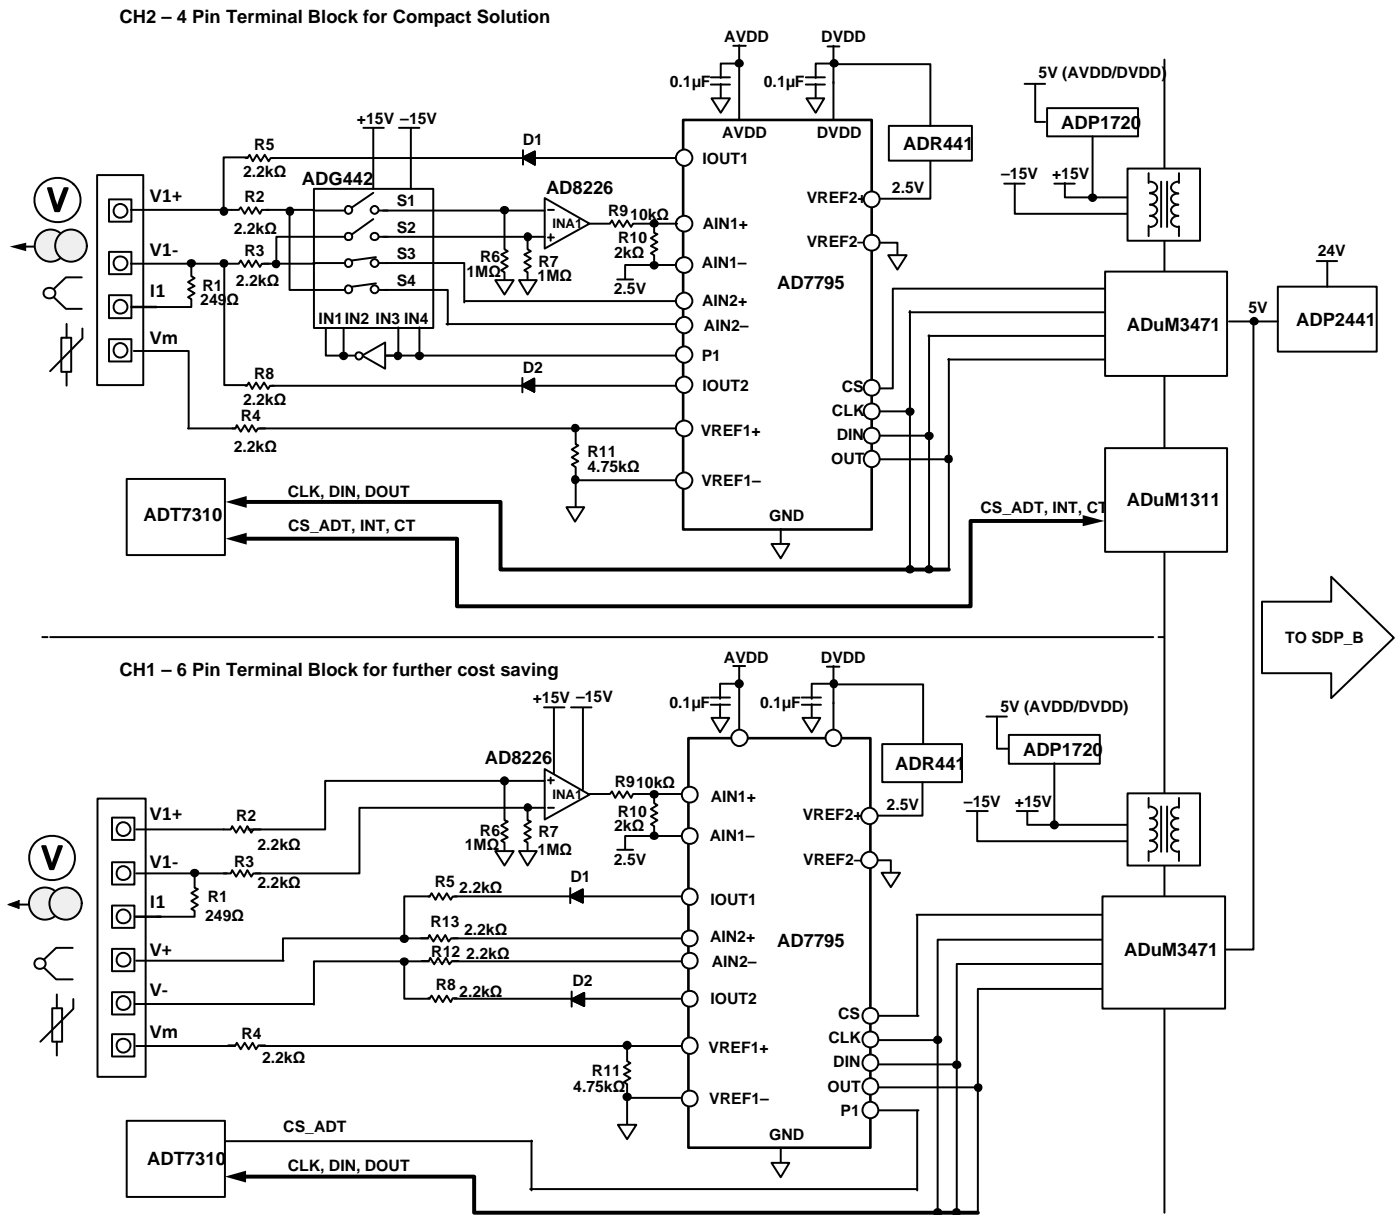 CH2 – 4 Pin Terminal Block for Compact Solution
AVDD
DVDD
0.1µF
0.1µF
5V (AVDD/DVDD)
ADP1720
+15V
–15V
AVDD
DVDD
ADR441
R5
2.2kΩ
D1
IOUT1
ADG442
AD8226
–15V
+15V
V
V1+
R2
2.2kΩ
S1
–
INA1
+
R9
10kΩ
AIN1+
VREF2+
2.5V
S2
R10
2kΩ
VREF2–
V1-
R3
2.2kΩ
S3
R6
1MΩ
R7
1MΩ
AIN1–
2.5V
AD7795
24V
R1
249Ω
I1
S4
AIN2+
5V
ADuM3471
ADP2441
IN1
IN2
IN3
IN4
AIN2–
Vm
P1
R8
2.2kΩ
D2
IOUT2
CS
CLK
R4
2.2kΩ
VREF1+
DIN
R11
4.75kΩ
OUT
VREF1–
CLK, DIN, DOUT
ADT7310
CS_ADT, INT, CT
GND
CS_ADT, INT, CT
ADuM1311
TO SDP_B
CH1 – 6 Pin Terminal Block for further cost saving
AVDD
DVDD
+15V
–15V
0.1µF
0.1µF
5V (AVDD/DVDD)
ADP1720
AD8226
ADR441
+
INA1
–
R9
10kΩ
AIN1+
2.5V
–15V
+15V
V1+
R2
2.2kΩ
R10
2kΩ
VREF2+
R6
1MΩ
R7
1MΩ
AIN1–
2.5V
V
V1-
R3
2.2kΩ
VREF2–
R5
2.2kΩ
D1
IOUT1
I1
R1
249Ω
R13
2.2kΩ
AIN2+
AD7795
ADuM3471
V+
R12
2.2kΩ
AIN2–
V-
R8
2.2kΩ
D2
IOUT2
CS
Vm
R4
2.2kΩ
VREF1+
CLK
R11
4.75kΩ
DIN
OUT
VREF1–
P1
CS_ADT
GND
ADT7310
CLK, DIN, DOUT